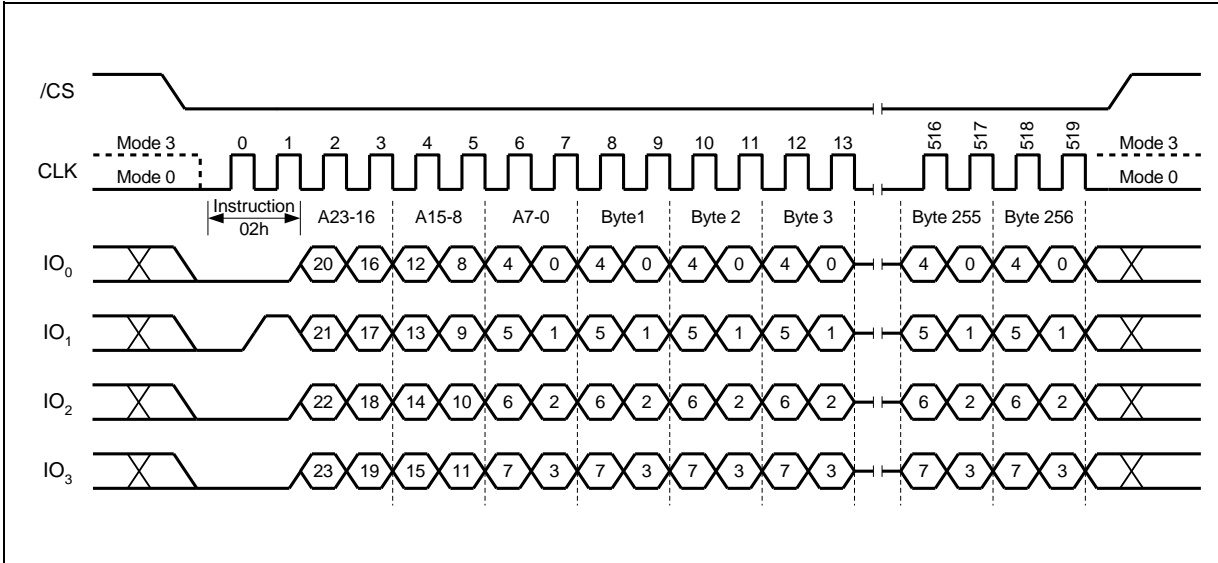 /CS
Mode 3 0 1 2 3 4 5 6 7 8 9 10 11 12 13 516 517 518 519 Mode 3
CLK
Mode 0 Mode 0
Instruction
02h
A23-16 A15-8 A7-0 Byte1 Byte 2 Byte 3 Byte 255 Byte 256
IO0 20 16 12 8 4 0 4 0 4 0 4 0 4 0 4 0
IO1 21 17 13 9 5 1 5 1 5 1 5 1 5 1 5 1
IO2 22 18 14 10 6 2 6 2 6 2 6 2 6 2 6 2
IO3 23 19 15 11 7 3 7 3 7 3 7 3 7 3 7 3